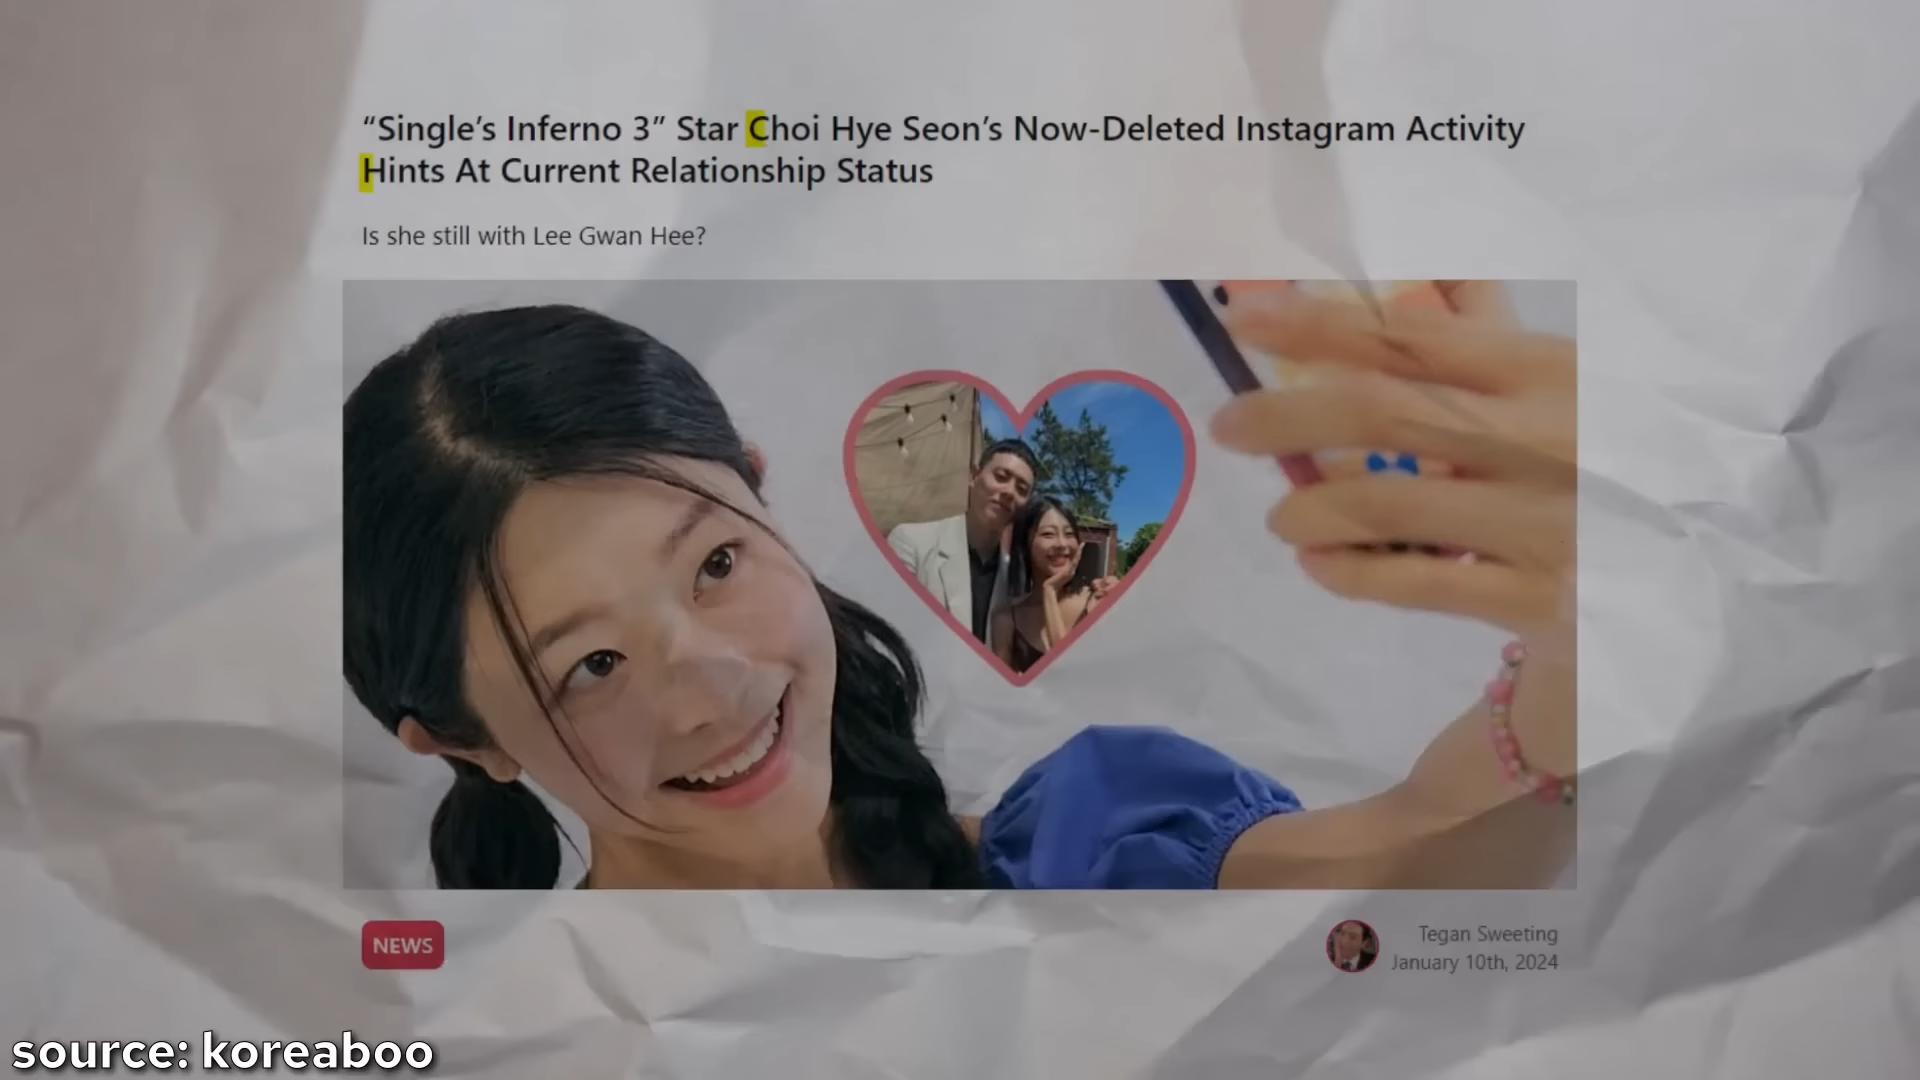 “Single’s Inferno 3” Star Choi Hye Seon’s Now-Deleted Instagram Activity
Hints At Current Relationship Status
Is she still with Lee Gwan Hee?
NEWS
Tegan Sweeting
January 10th, 2024
source: koreaboo